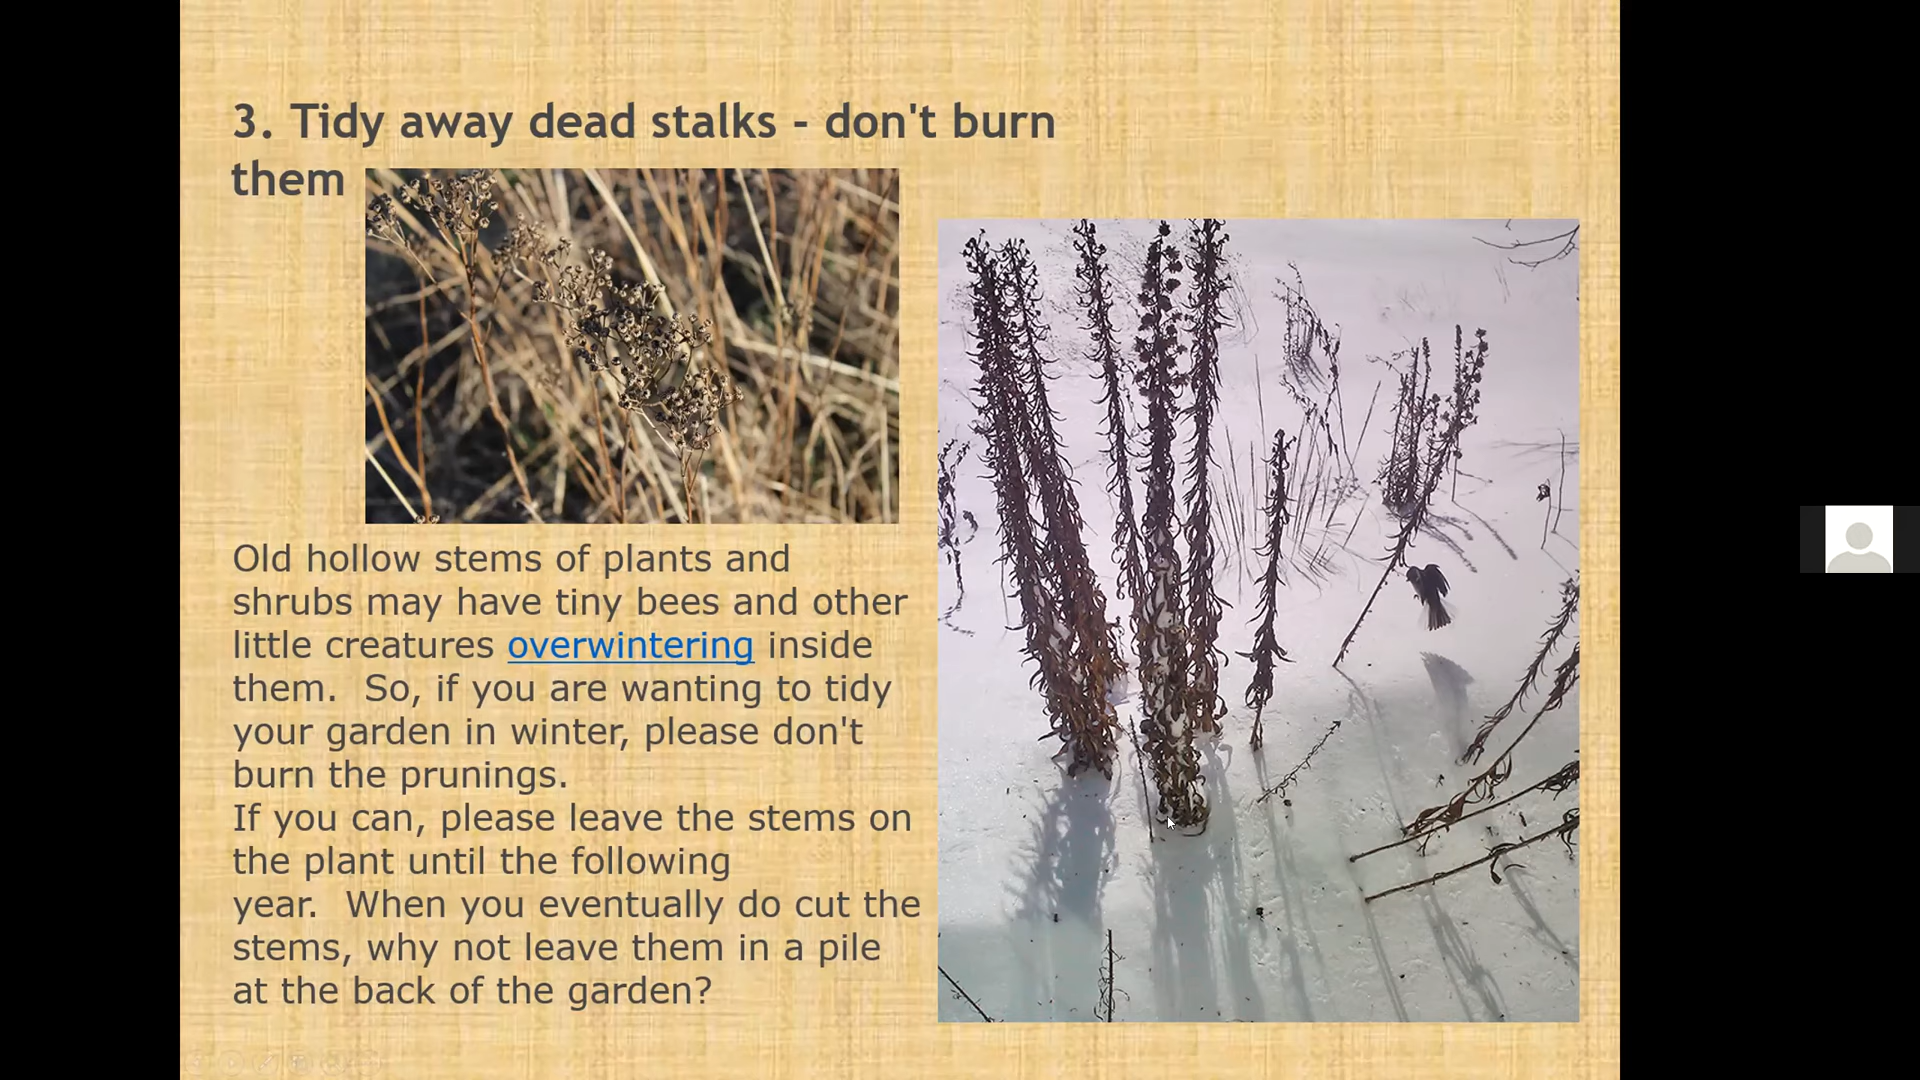 3. Tidy away dead stalks - don't burn
them
Old hollow stems of plants and
shrubs may have tiny bees and other
little creatures overwintering inside
them.  So, if you are wanting to tidy
your garden in winter, please don't
burn the prunings.
If you can, please leave the stems on
the plant until the following
year.  When you eventually do cut the
stems, why not leave them in a pile
at the back of the garden?